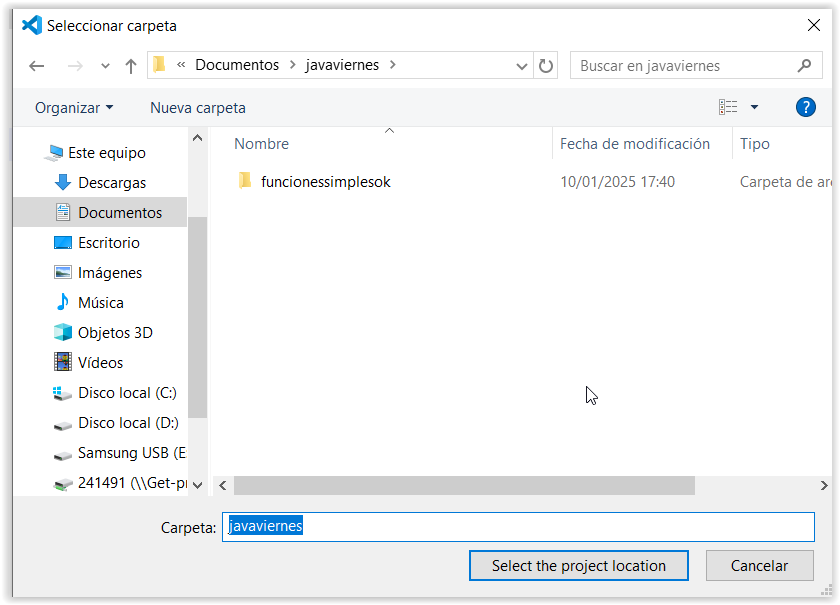 Seleccionar carpeta
« Documentos > javaviernes >
Buscar en javaviernes
Organizar
Nueva carpeta
?
Nombre
Fecha de modificación
Tipo
funcionessimplesok
10/01/2025 17:40
Carpeta de ar
Este equipo
Descargas
Documentos
Escritorio
Imágenes
Música
Objetos 3D
Vídeos
Disco local (C:)
Disco local (D:)
Samsung USB (E
241491 (\\Get-pr
Carpeta:
javaviernes
Select the project location
Cancelar